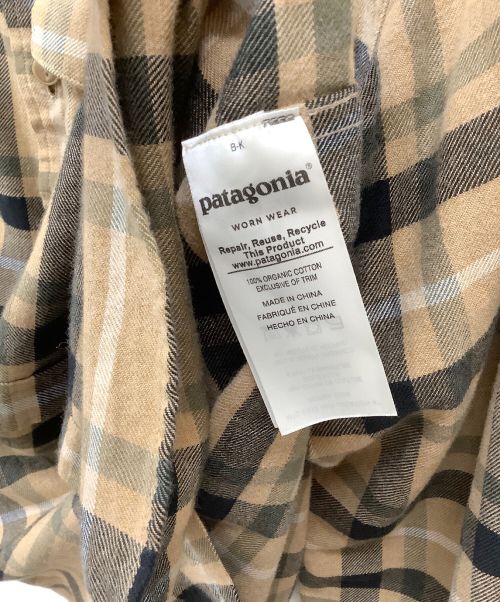 B-K
patagonia®
WORN WEAR
Repair, Reuse, Recycle
This Product
www.patagonia.com
100% ORGANIC COTTON
EXCLUSIVE OF TRIM
MADE IN CHINA
FABRIQUÉ EN CHINE
HECHO EN CHINA